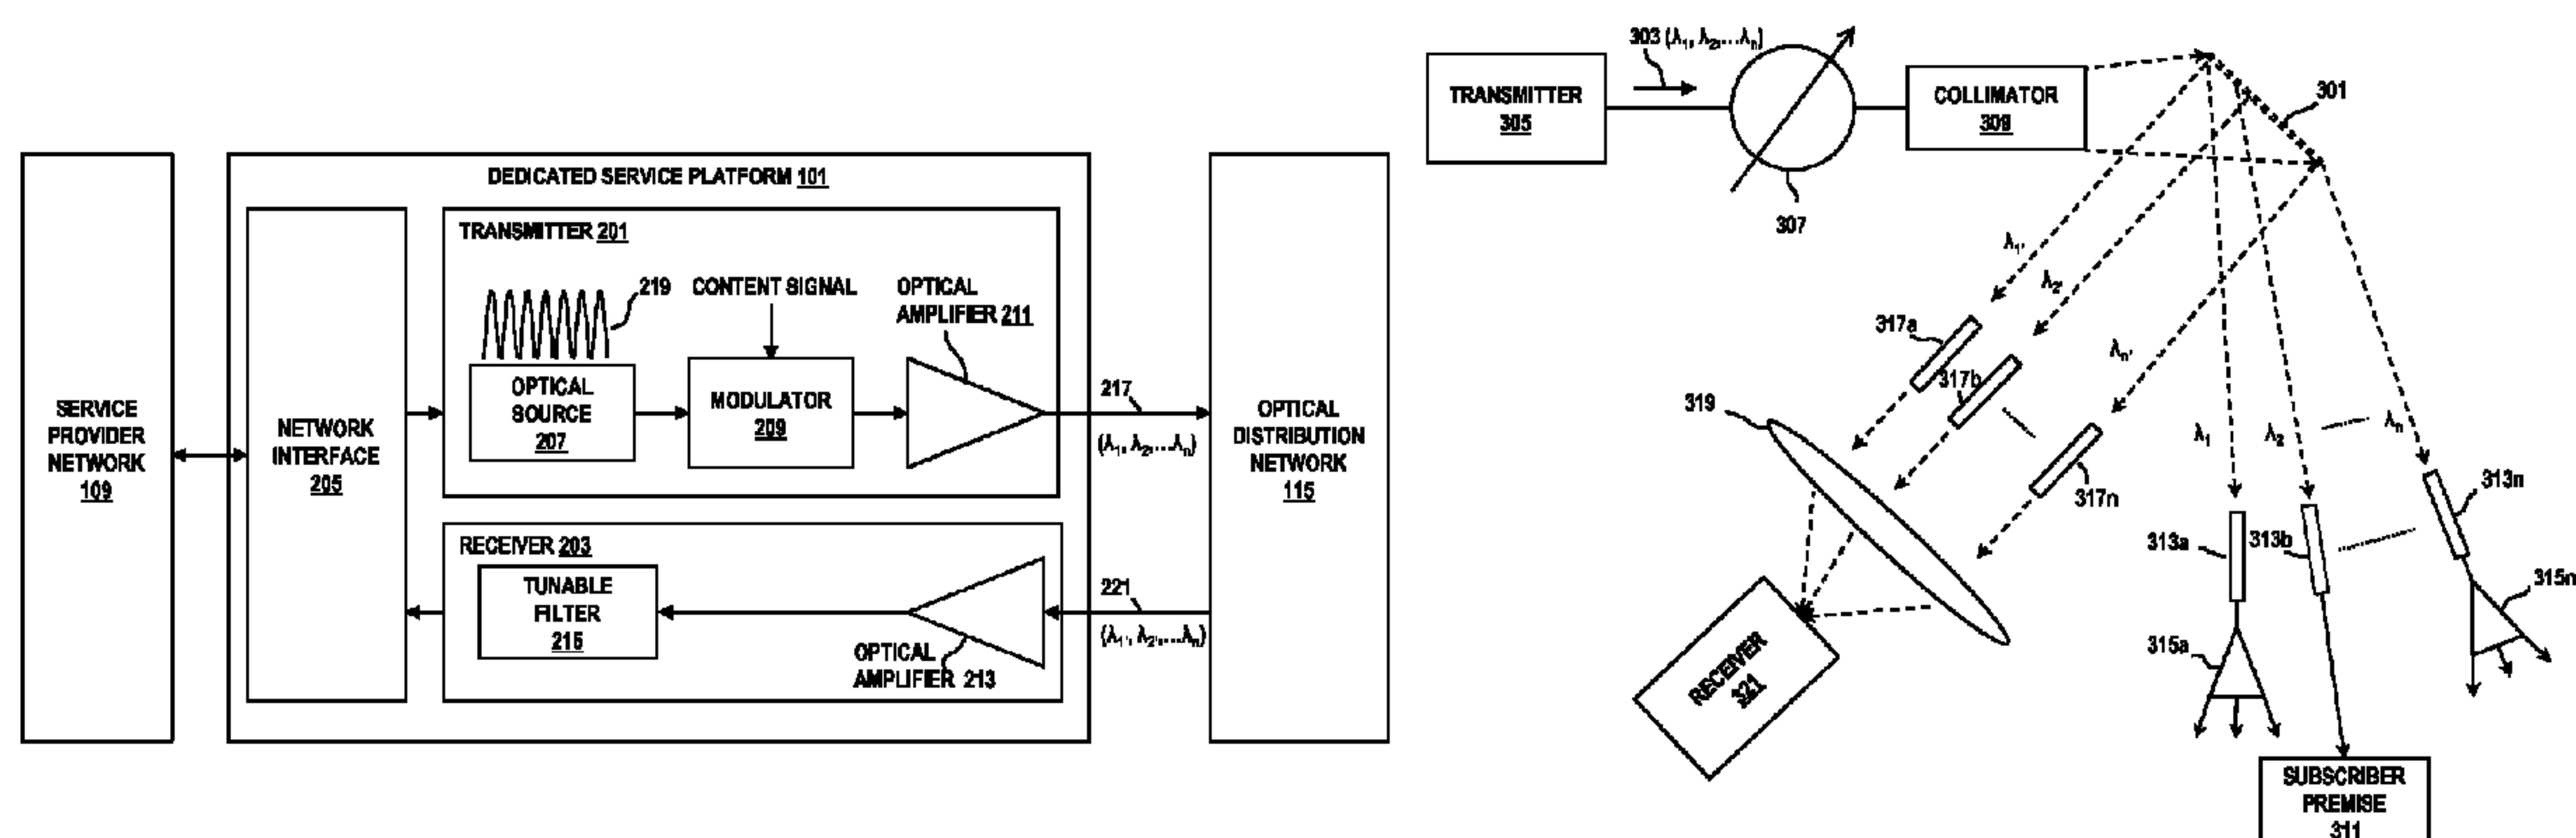 SERVICE
PROVIDER
NETWORK
109
DEDICATED SERVICE PLATFORM 101
NETWORK
INTERFACE
205
TRANSMITTER 201
219
CONTENT SIGNAL
OPTICAL
AMPLIFIER 211
OPTICAL
SOURCE
207
MODULATOR
209
217
(λ₁, λ₂,...λₙ)
RECEIVER 203
TUNABLE
FILTER
215
OPTICAL
AMPLIFIER 213
221
(λ₁', λ₂',...λₙ')
OPTICAL
DISTRIBUTION
NETWORK
115
TRANSMITTER
305
303 (λ₁, λ₂,...λₙ)
307
COLLIMATOR
309
301
λ₁'
λ₂'
λₙ'
317a
317b
317n
319
RECEIVER
321
λ₁
λ₂
λₙ
313a
313b
313n
315a
315n
SUBSCRIBER
PREMISE
311